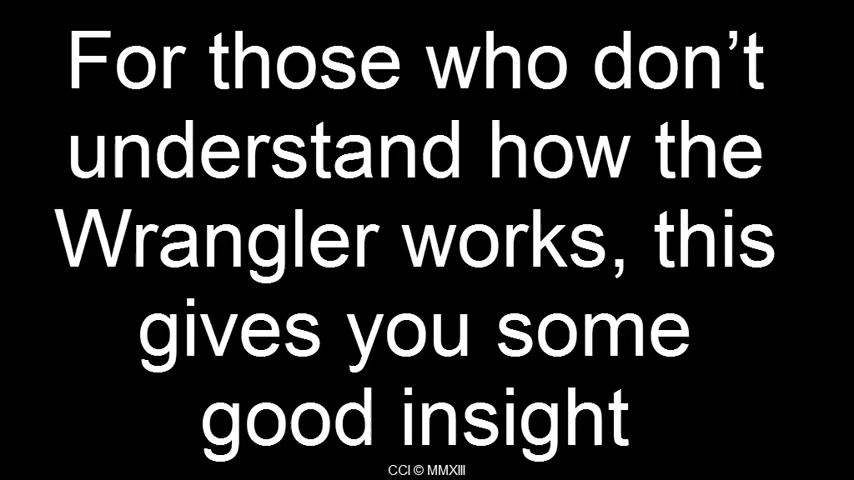 For those who don’t
understand how the
Wrangler works, this
gives you some
good insight
CCI © MMXIII